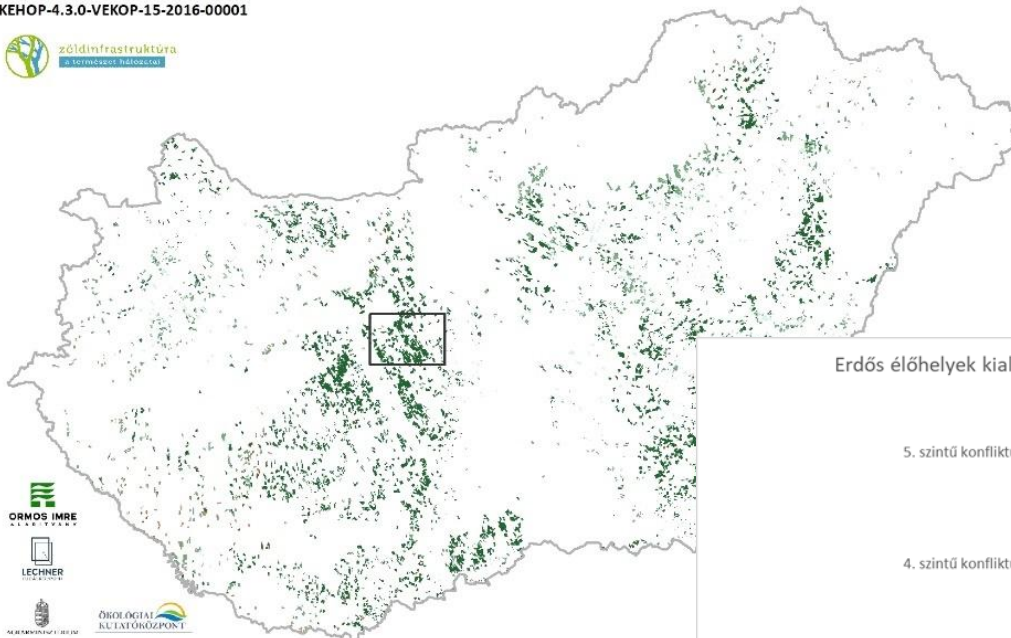 KEHOP-4.3.0-VEKOP-15-2016-00001
zöldinfrastruktúra
a természet hálózatai
Erdős élőhelyek kial
5. szintű konfliktu
4. szintű konfliktu
ORMOS IMRE
ALAPÍTVÁNY
LECHNER
ÖKOLÓGIAI
KUTATÓKÖZPONT